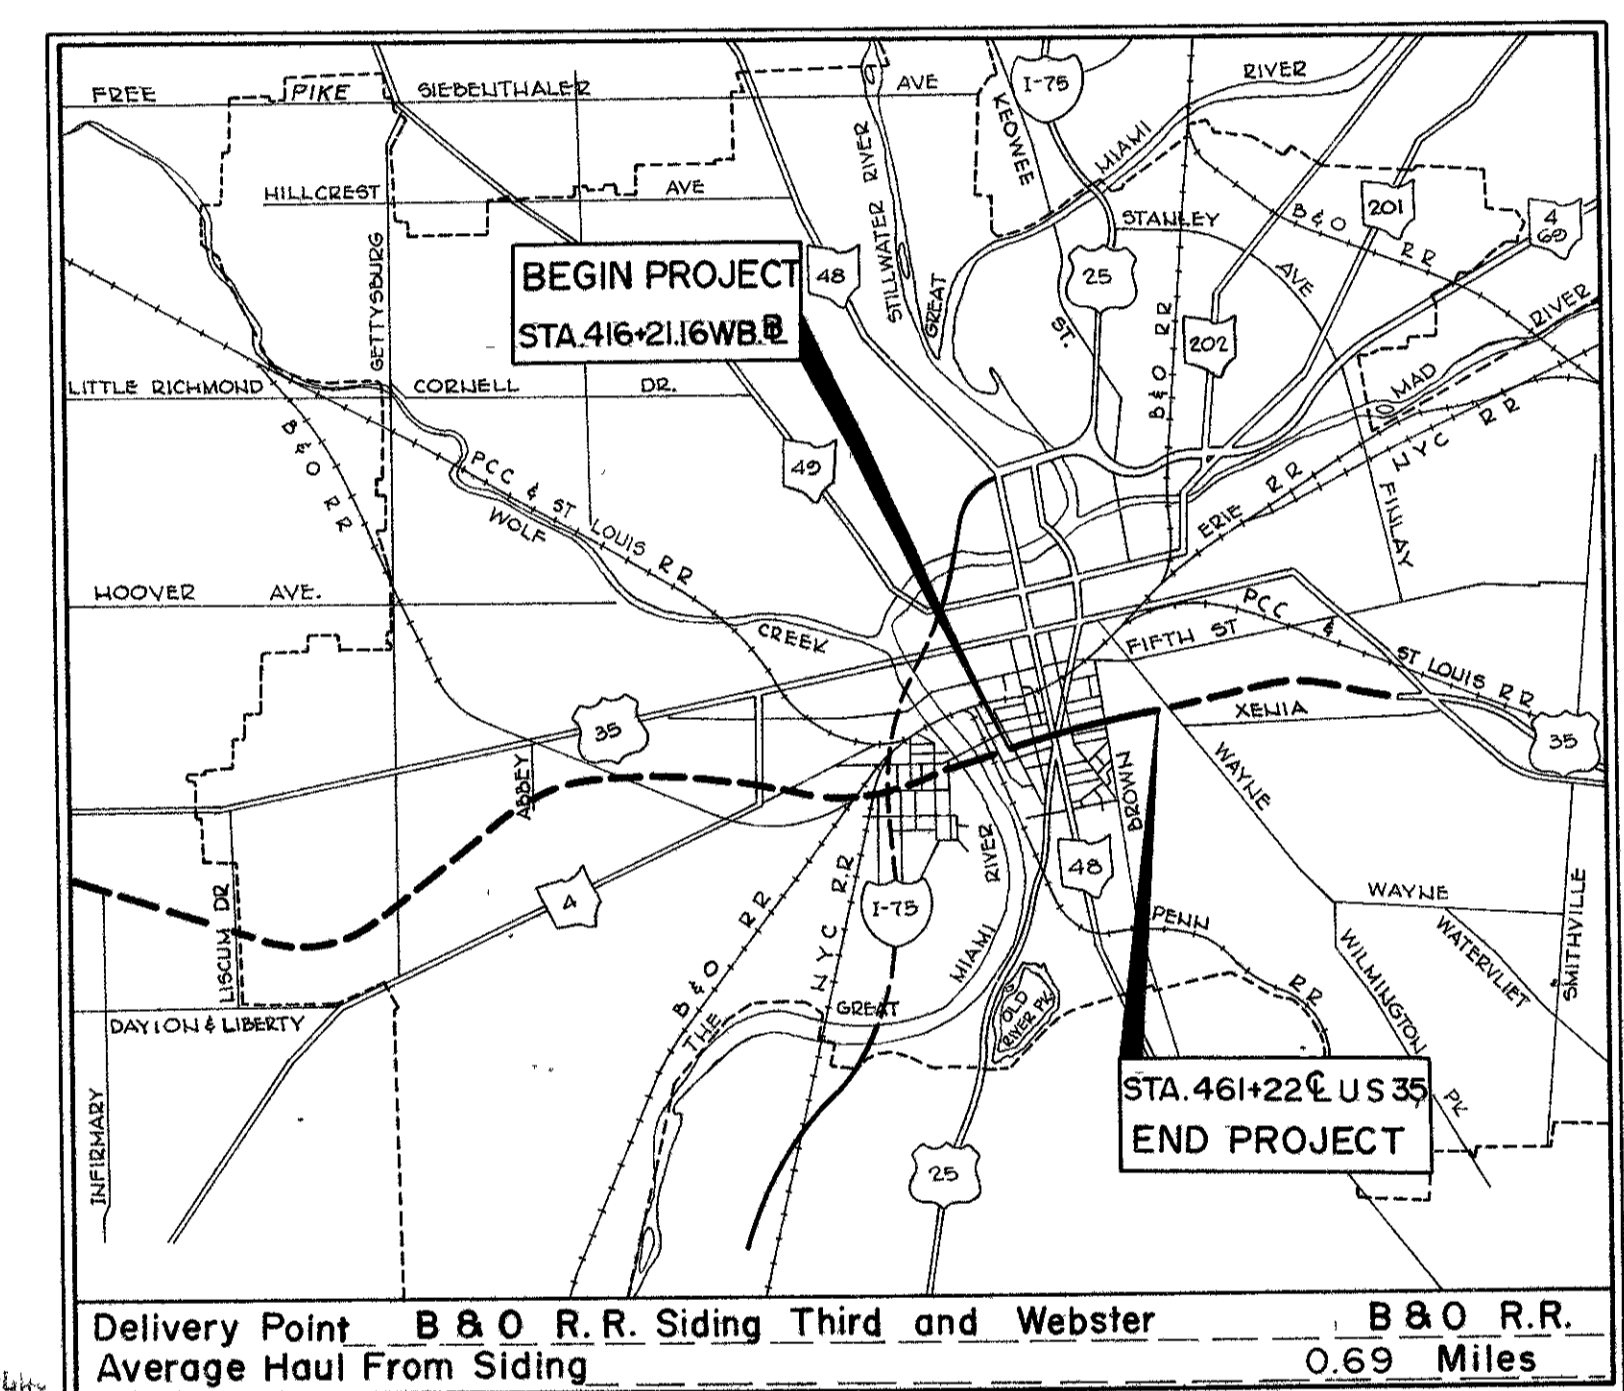 FREE PIKE SIEBENTHALER AVE
KEOWEE ST.
I-75
RIVER
MIAMI
GREAT
HILLCREST AVE
STILLWATER RIVER
STANLEY AVE
B & O RR
201
4
69
GETTYSBURG
BEGIN PROJECT
STA.416+21.16WB.
48
25
202
B & O RR
RIVER
MAD
LITTLE RICHMOND
CORNELL DR.
B & O RR
49
PCC & ST LOUIS RR
WOLF
CREEK
ERIE RR
NYC RR
FINLAY
HOOVER AVE.
FIFTH ST
PCC & ST LOUIS RR
35
XENIA
35
ABBEY
WAYNE
BROWN
4
LISCUM DR
I-75
RIVER
MIAMI
GREAT
THE
48
B & O RR
NYC R.R
PENN RR
WAYNE
WATERVLIET
SMITHVILLE
WILMINGTON PK
OLD
RIVER PK.
DAYTON & LIBERTY
INFIRMARY
25
STA.461+22 ℄ US 35
END PROJECT
Delivery Point B & O R.R. Siding Third and Webster B & O R.R.
Average Haul From Siding 0.69 Miles